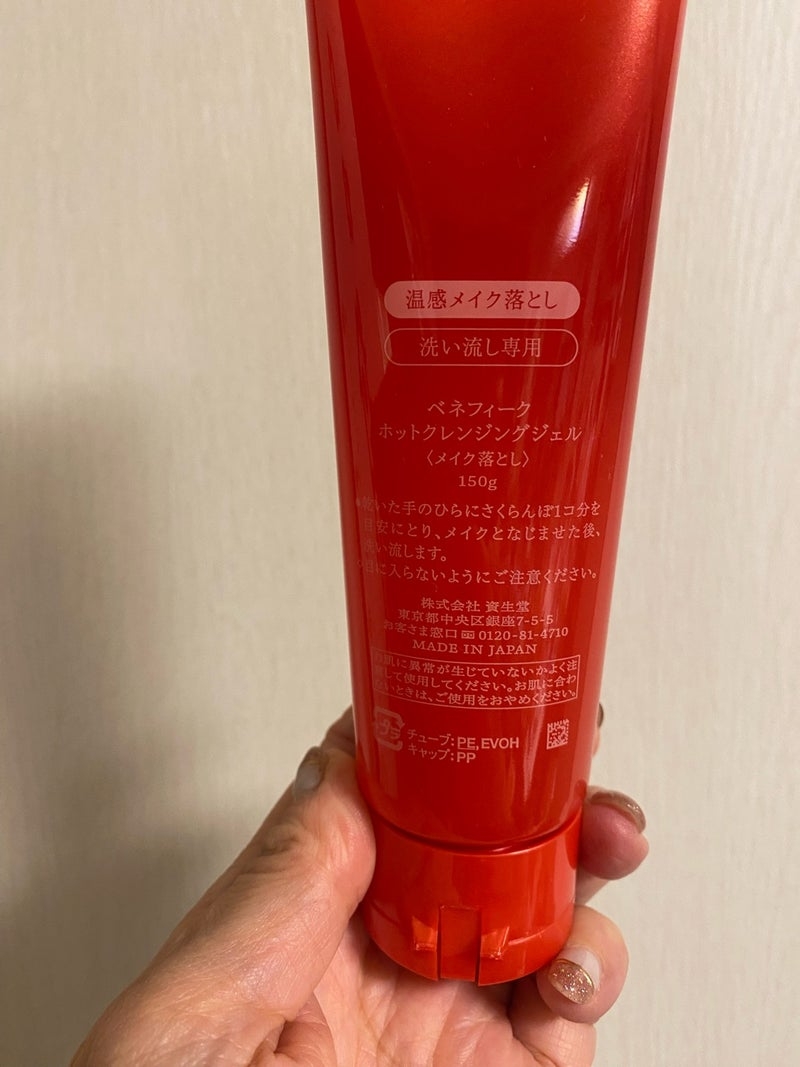 温感メイク落とし
洗い流し専用
ベネフィーク
ホットクレンジングジェル
〈メイク落とし〉
150g
いた手のひらにさくらんぼ1コ分を
目安にとり、メイクとなじませた後、
洗い流します。
目に入らないようにご注意ください。
株式会社 資生堂
東京都中央区銀座7-5-5
お客さま窓口 0120-81-4710
MADE IN JAPAN
お肌に異常が生じていないかよく注
して使用してください。お肌に合わ
ないときは、ご使用をおやめください。
プラ
チューブ:PE,EVOH
キャップ:PP